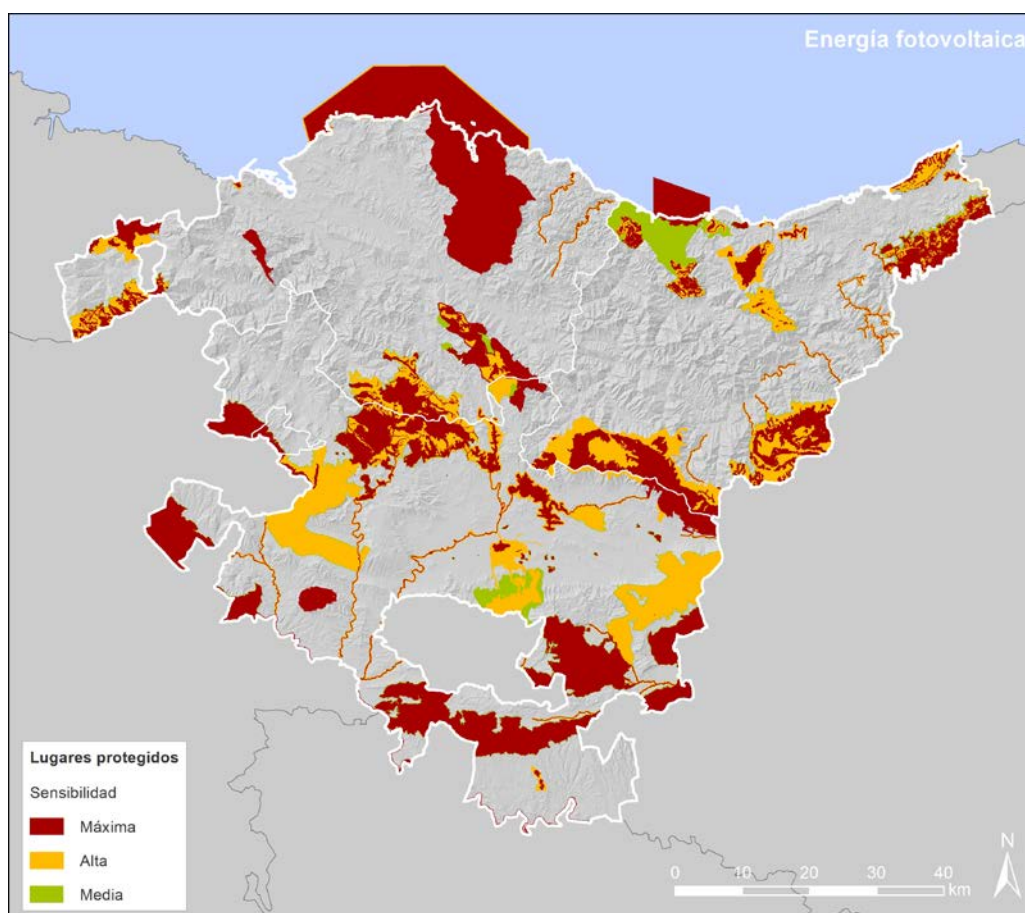 Energía fotovoltaica
Lugares protegidos
Sensibilidad
Máxima
Alta
Media
N
0 10 20 30 40
km